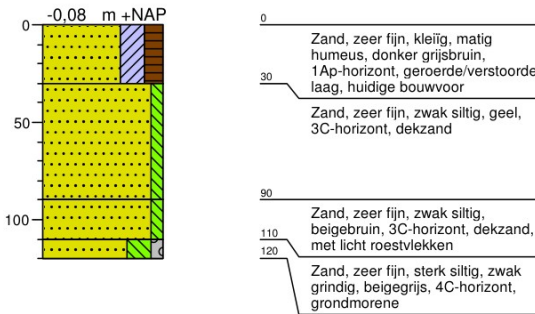 -0,08 m +NAP
0
50
100
0
Zand, zeer fijn, kleiïg, matig
humeus, donker grijsbruin,
1Ap-horizont, geroerde/verstoorde
laag, huidige bouwvoor
30
Zand, zeer fijn, zwak siltig, geel,
3C-horizont, dekzand
90
Zand, zeer fijn, zwak siltig,
beigebruin, 3C-horizont, dekzand,
met licht roestvlekken
110
120
Zand, zeer fijn, sterk siltig, zwak
grindig, beigegrijs, 4C-horizont,
grondmorene